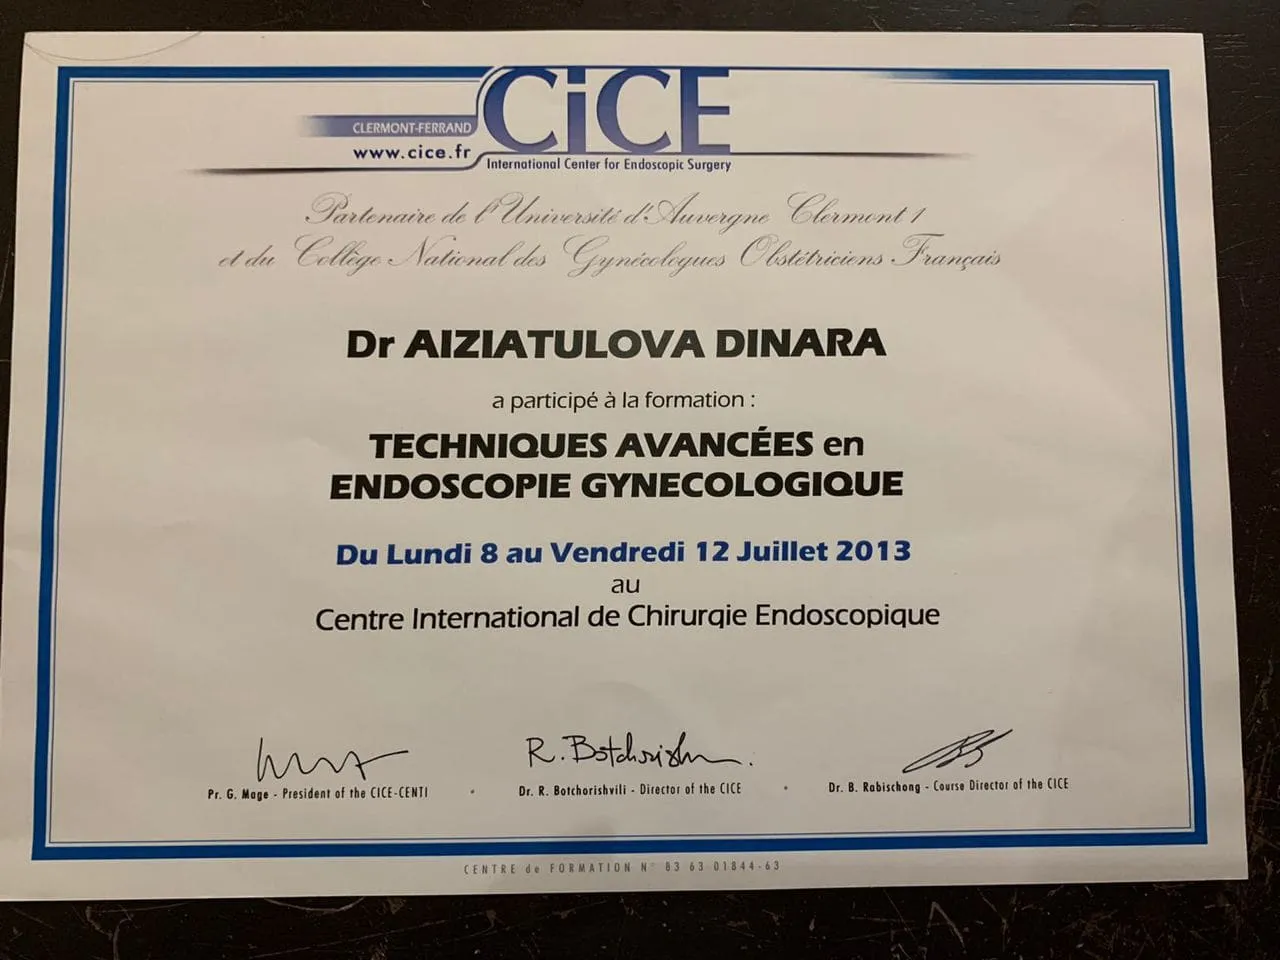 CiCE
CLERMONT-FERRAND
www.cice.fr
International Center for Endoscopic Surgery
Partenaire de l'Université d'Auvergne Clermont 1
et du Collège National des Gynécologues Obstétriciens Français
Dr AIZIATULOVA DINARA
a participé à la formation :
TECHNIQUES AVANCÉES en
ENDOSCOPIE GYNECOLOGIQUE
Du Lundi 8 au Vendredi 12 Juillet 2013
au
Centre International de Chirurgie Endoscopique
R. Botchorishvili
Pr. G. Mage - President of the CICE-CENTI • Dr. R. Botchorishvili - Director of the CICE • Dr. B. Rabischong - Course Director of the CICE
CENTRE de FORMATION N° 83 63 01844-63